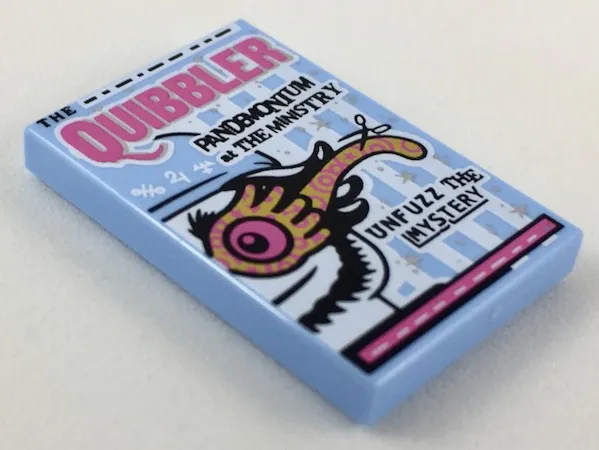 THE
QUIBBLER
PANDEMONIUM
at THE MINISTRY
UNFUZZ THE
MYSTERY